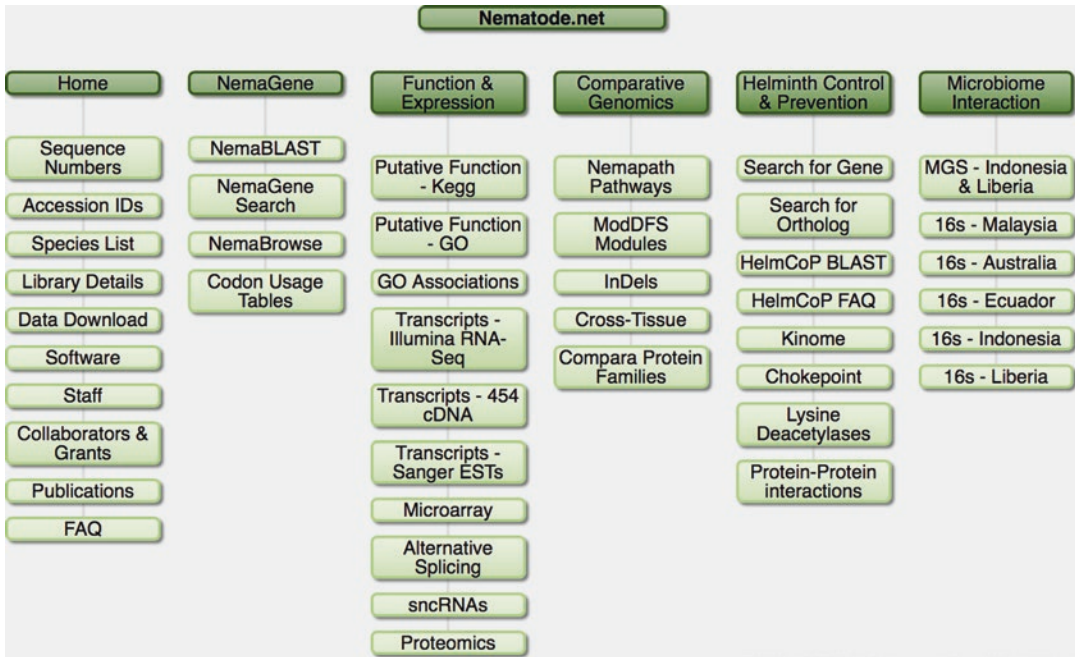 Nematode.net
Home
Sequence
Numbers
Accession IDs
Species List
Library Details
Data Download
Software
Staff
Collaborators &
Grants
Publications
FAQ
NemaGene
NemaBLAST
NemaGene
Search
NemaBrowse
Codon Usage
Tables
Function &
Expression
Putative Function
- Kegg
Putative Function
- GO
GO Associations
Transcripts -
Illumina RNA-
Seq
Transcripts - 454
cDNA
Transcripts -
Sanger ESTs
Microarray
Alternative
Splicing
sncRNAs
Proteomics
Comparative
Genomics
Nemapath
Pathways
ModDFS
Modules
InDels
Cross-Tissue
Compara Protein
Families
Helminth Control
& Prevention
Search for Gene
Search for
Ortholog
HelmCoP BLAST
HelmCoP FAQ
Kinome
Chokepoint
Lysine
Deacetylases
Protein-Protein
interactions
Microbiome
Interaction
MGS - Indonesia
& Liberia
16s - Malaysia
16s - Australia
16s - Ecuador
16s - Indonesia
16s - Liberia